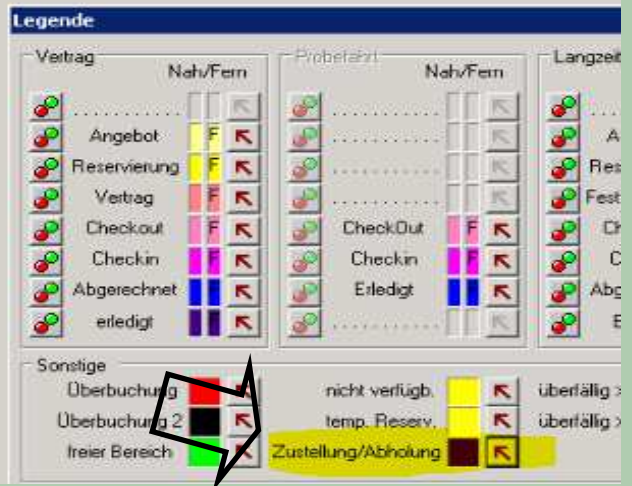 Legende
Vertrag
Nah/Fern
Angebot F
Reservierung F
Vertrag F
Checkout F
Checkin F
Abgerechnet F
erledigt F
Probefahrt
Nah/Fern
CheckOut F
Checkin
Erledigt
Langzeit
Sonstige
Überbuchung
nicht verfügb.
überfällig >
Überbuchung 2
temp. Reserv.
überfällig >
freier Bereich
Zustellung/Abholung